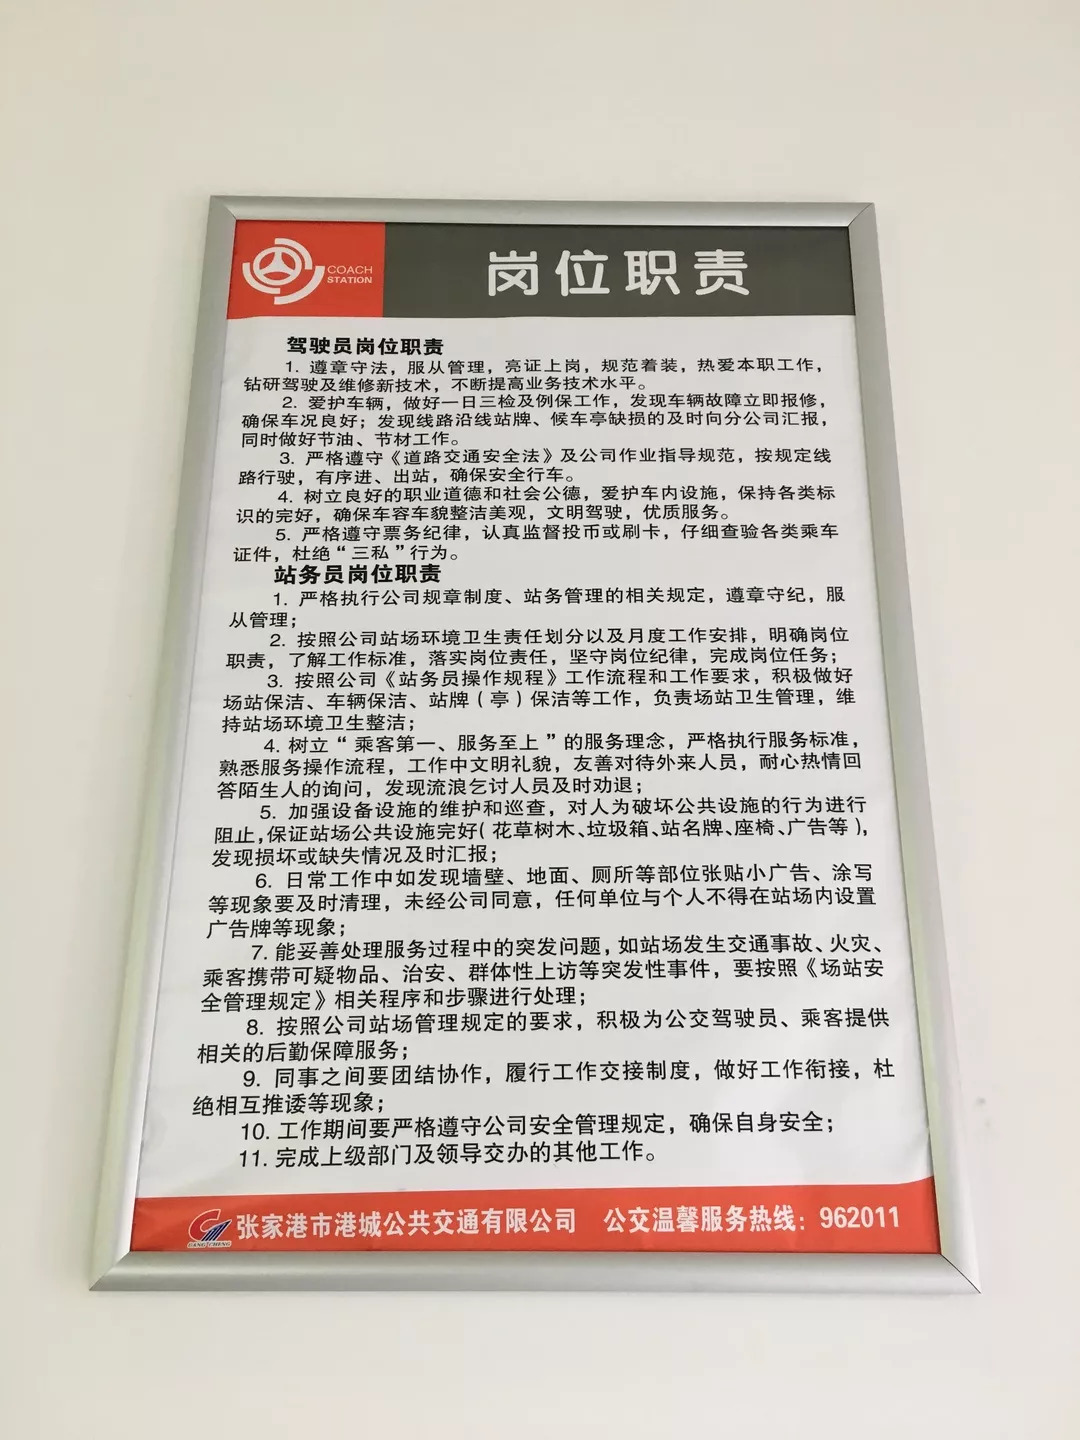 COACH
STATION
岗位职责
驾驶员岗位职责
1. 遵章守法，服从管理，亮证上岗，规范着装，热爱本职工作，
钻研驾驶及维修新技术，不断提高业务技术水平。
2. 爱护车辆，做好一日三检及例保工作，发现车辆故障立即报修，
确保车况良好；发现线路沿线站牌、候车亭缺损的及时向分公司汇报，
同时做好节油、节材工作。
3. 严格遵守《道路交通安全法》及公司作业指导规范，按规定线
路行驶，有序进、出站，确保安全行车。
4. 树立良好的职业道德和社会公德，爱护车内设施，保持各类标
识的完好，确保车容车貌整洁美观，文明驾驶，优质服务。
5. 严格遵守票务纪律，认真监督投币或刷卡，仔细查验各类乘车
证件，杜绝“三私”行为。
站务员岗位职责
1. 严格执行公司规章制度、站务管理的相关规定，遵章守纪，服
从管理；
2. 按照公司站场环境卫生责任划分以及月度工作安排，明确岗位
职责，了解工作标准，落实岗位责任，坚守岗位纪律，完成岗位任务；
3. 按照公司《站务员操作规程》工作流程和工作要求，积极做好
场站保洁、车辆保洁、站牌（亭）保洁等工作，负责场站卫生管理，维
持站场环境卫生整洁；
4. 树立“乘客第一、服务至上”的服务理念，严格执行服务标准，
熟悉服务操作流程，工作中文明礼貌，友善对待外来人员，耐心热情回
答陌生人的询问，发现流浪乞讨人员及时劝退；
5. 加强设备设施的维护和巡查，对人为破坏公共设施的行为进行
阻止，保证站场公共设施完好（花草树木、垃圾箱、站名牌、座椅、广告等），
发现损坏或缺失情况及时汇报；
6. 日常工作中如发现墙壁、地面、厕所等部位张贴小广告、涂写
等现象要及时清理，未经公司同意，任何单位与个人不得在站场内设置
广告牌等现象；
7. 能妥善处理服务过程中的突发问题，如站场发生交通事故、火灾、
乘客携带可疑物品、治安、群体性上访等突发性事件，要按照《场站安
全管理规定》相关程序和步骤进行处理；
8. 按照公司站场管理规定的要求，积极为公交驾驶员、乘客提供
相关的后勤保障服务；
9. 同事之间要团结协作，履行工作交接制度，做好工作衔接，杜
绝相互推诿等现象；
10. 工作期间要严格遵守公司安全管理规定，确保自身安全；
11. 完成上级部门及领导交办的其他工作。
GANGCHENG 张家港市港城公共交通有限公司 公交温馨服务热线：962011